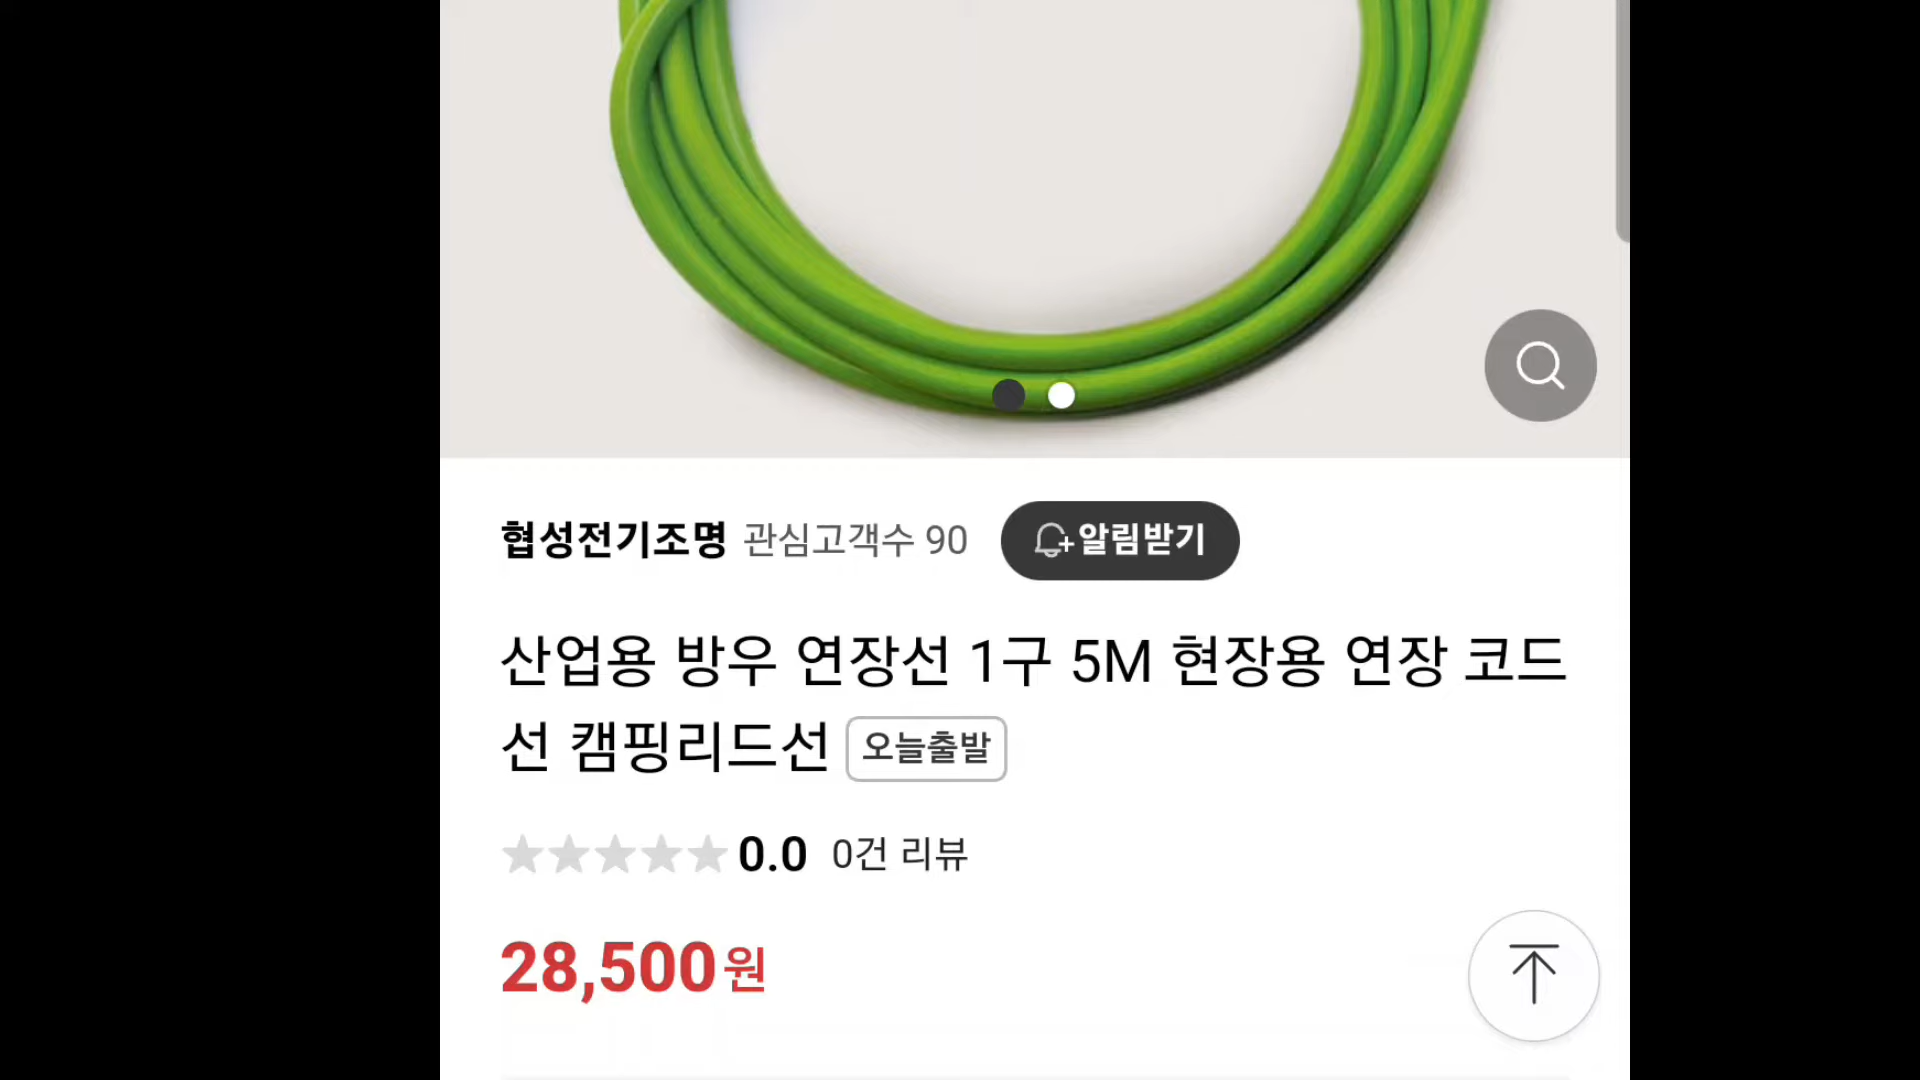 협성전기조명 관심고객수 90 알림받기
산업용 방우 연장선 1구 5M 현장용 연장 코드
선 캠핑리드선 오늘출발
0.0 0건 리뷰
28,500원